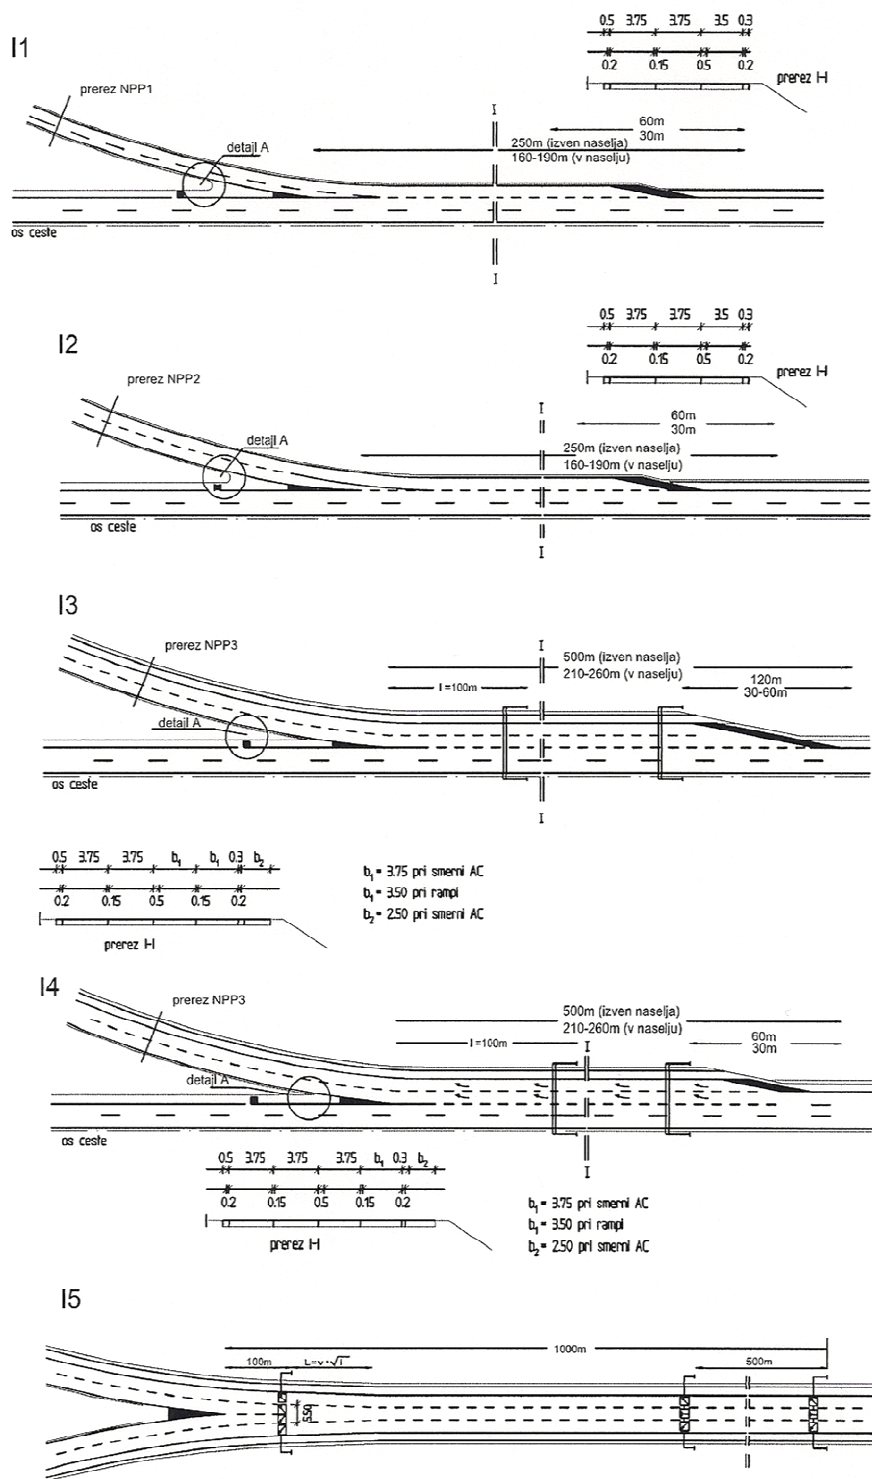 I1
0.5 3.75 3.75 3.5 0.3
0.2 0.15 0.5 0.2
prerez I-I
prerez NPP1
detajl A
I
60m
30m
250m (izven naselja)
160-190m (v naselju)
os ceste
I
I2
0.5 3.75 3.75 3.5 0.3
0.2 0.15 0.5 0.2
prerez I-I
prerez NPP2
detajl A
I
60m
30m
250m (izven naselja)
160-190m (v naselju)
os ceste
I
I3
prerez NPP3
I
500m (izven naselja)
210-260m (v naselju)
l =100m
120m
30-60m
detajl A
os ceste
I
0.5 3.75 3.75 b₁ b₁ 0.3 b₂
0.2 0.15 0.5 0.15 0.2
prerez I-I
b₁ = 3.75 pri smerni AC
b₁ = 3.50 pri rampi
b₂ = 2.50 pri smerni AC
I4
prerez NPP3
500m (izven naselja)
210-260m (v naselju)
l =100m
I
60m
30m
detajl A
os ceste
I
0.5 3.75 3.75 3.75 b₁ 0.3 b₂
0.2 0.15 0.5 0.15 0.2
prerez I-I
b₁ = 3.75 pri smerni AC
b₁ = 3.50 pri rampi
b₂ = 2.50 pri smerni AC
I5
1000m
100m L=v·√i 500m
5.50